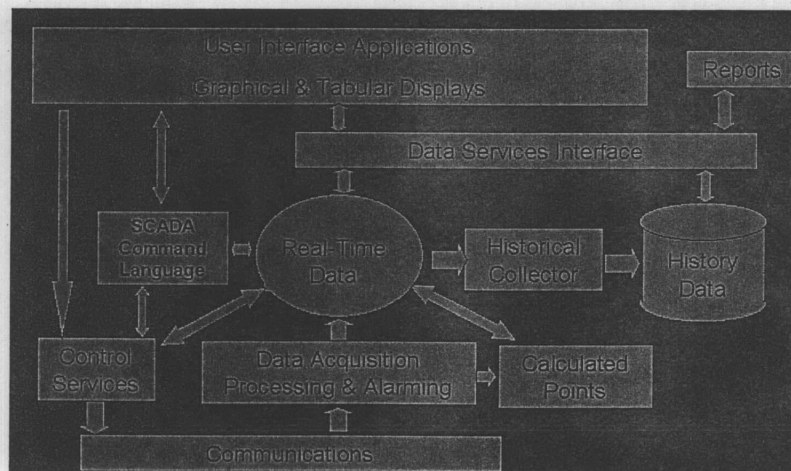 User Interface Applications
Graphical & Tabular Displays
Reports
Data Services Interface
SCADA
Command
Language
Real-Time
Data
Historical
Collector
History
Data
Control
Services
Data Acquisition
Processing & Alarming
Calculated
Points
Communications